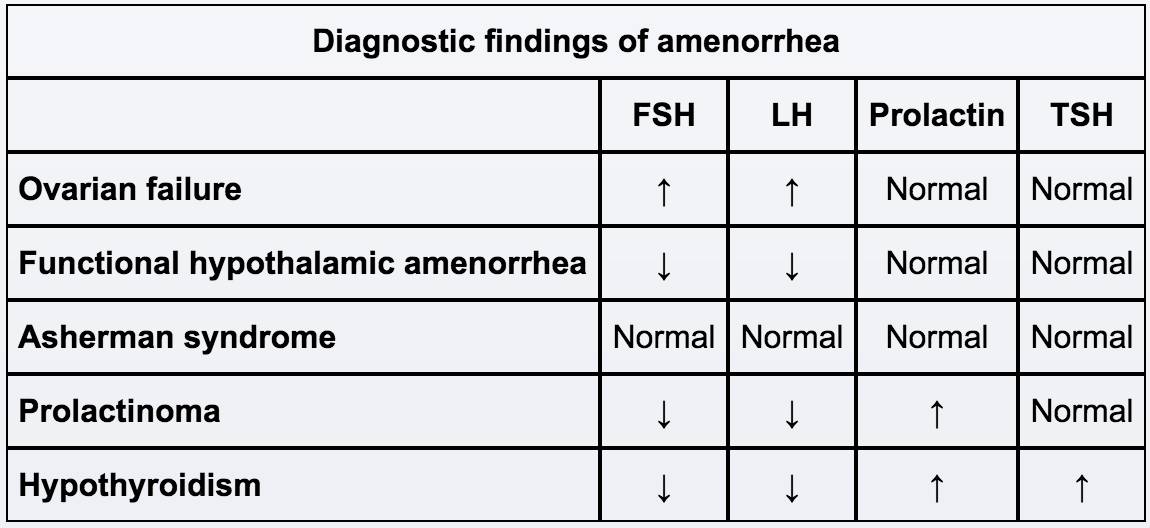 Diagnostic findings of amenorrhea
FSH LH Prolactin TSH
Ovarian failure ↑ ↑ Normal Normal
Functional hypothalamic amenorrhea ↓ ↓ Normal Normal
Asherman syndrome Normal Normal Normal Normal
Prolactinoma ↓ ↓ ↑ Normal
Hypothyroidism ↓ ↓ ↑ ↑